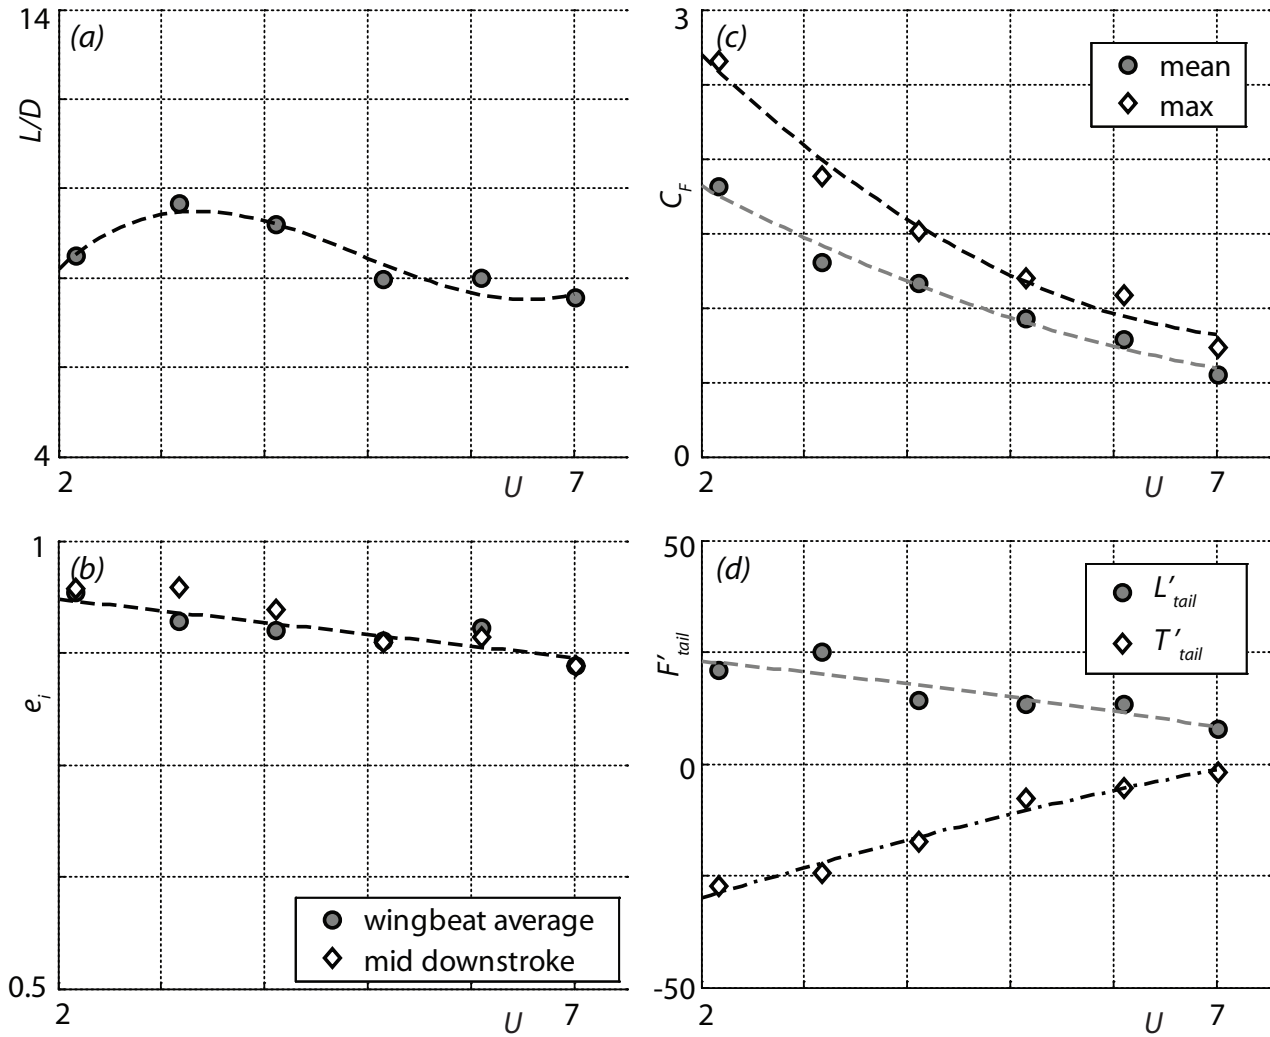 14
(a)
L/D
4
2
U
7
3
(c)
mean
max
C_F
0
2
U
7
1
(b)
e_i
wingbeat average
mid downstroke
0.5
2
U
7
50
(d)
L'_tail
T'_tail
F'_tail
0
-50
2
U
7